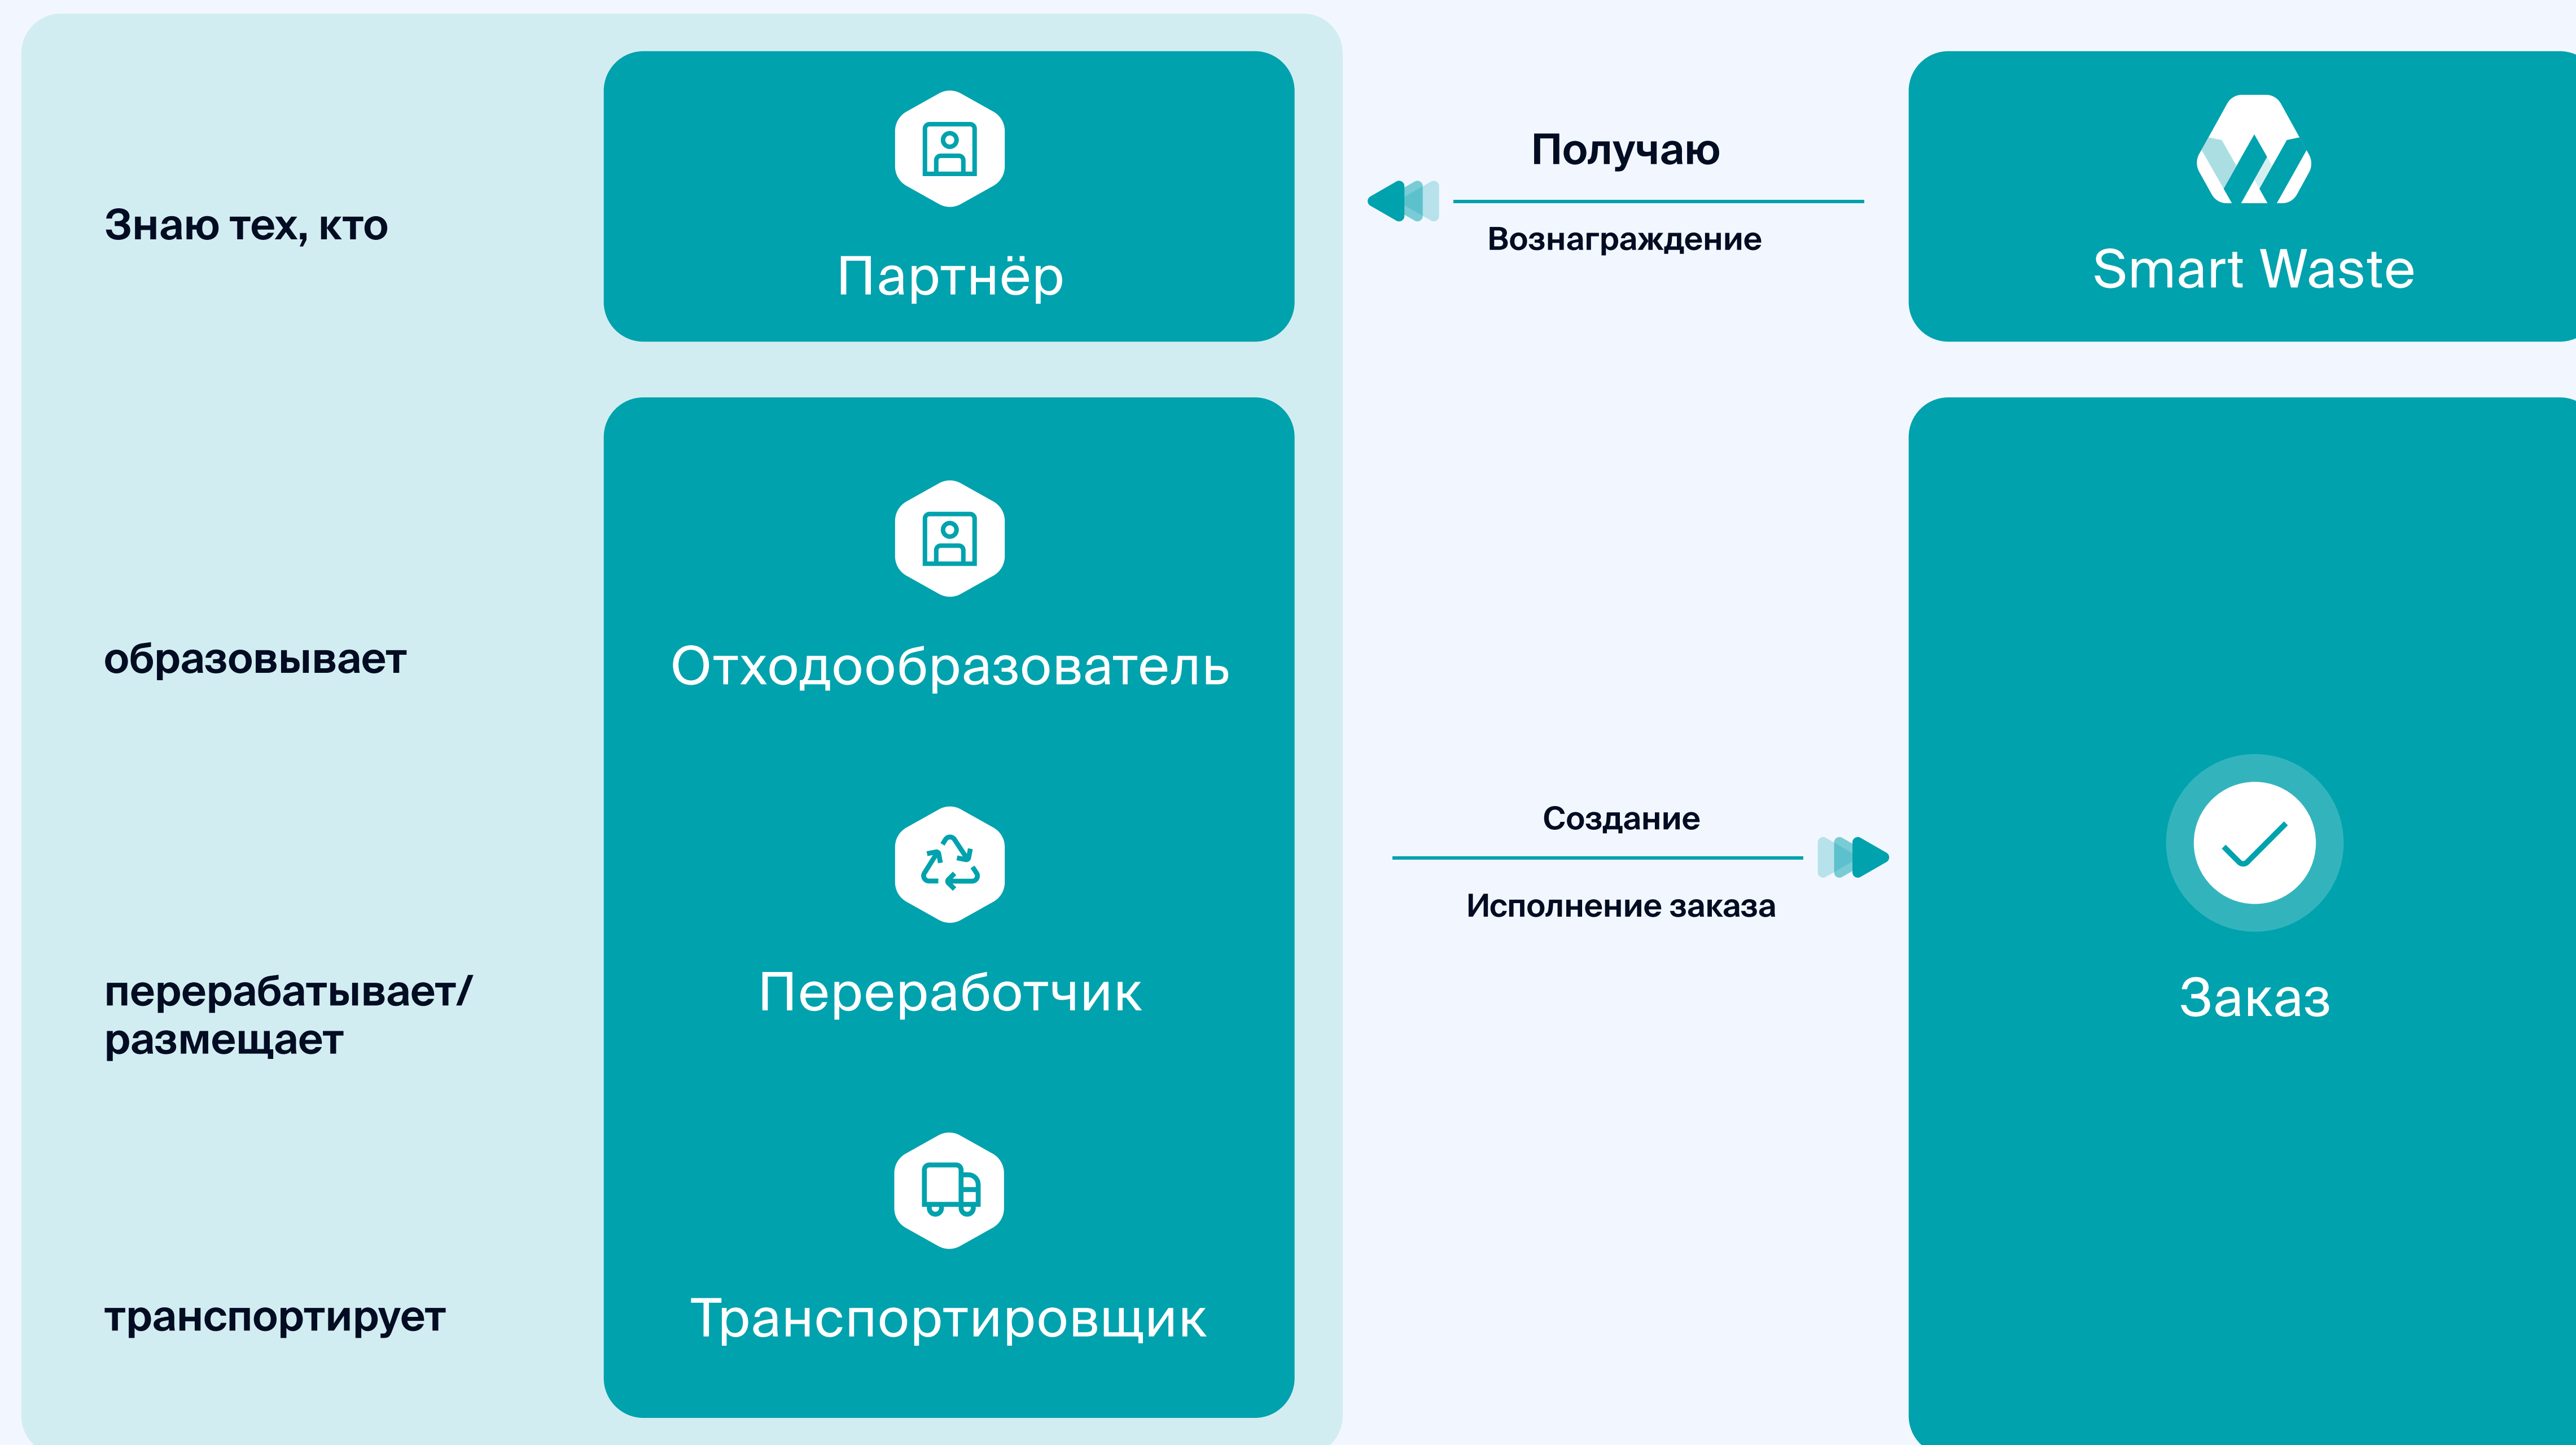 Знаю тех, кто
Партнёр
Получаю
Вознаграждение
Smart Waste
образовывает
Отходообразователь
перерабатывает/
размещает
Переработчик
транспортирует
Транспортировщик
Создание
Исполнение заказа
Заказ